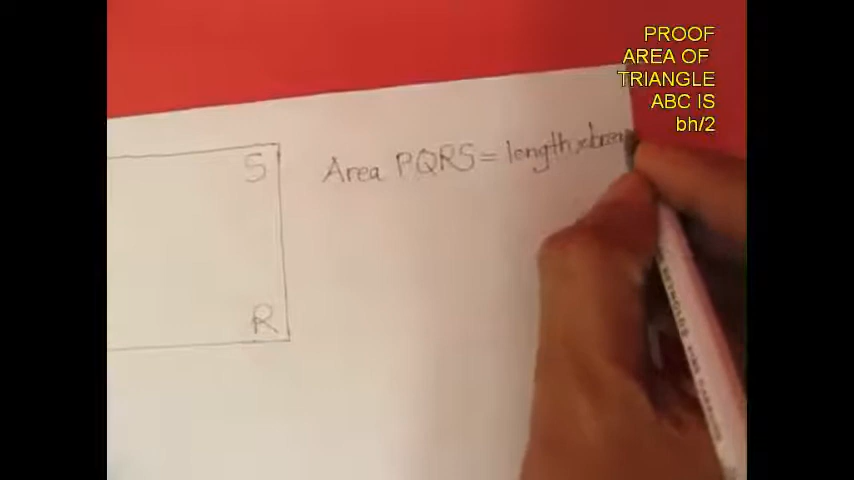 PROOF
AREA OF
TRIANGLE
ABC IS
bh/2
S
Area PQRS = length x
R